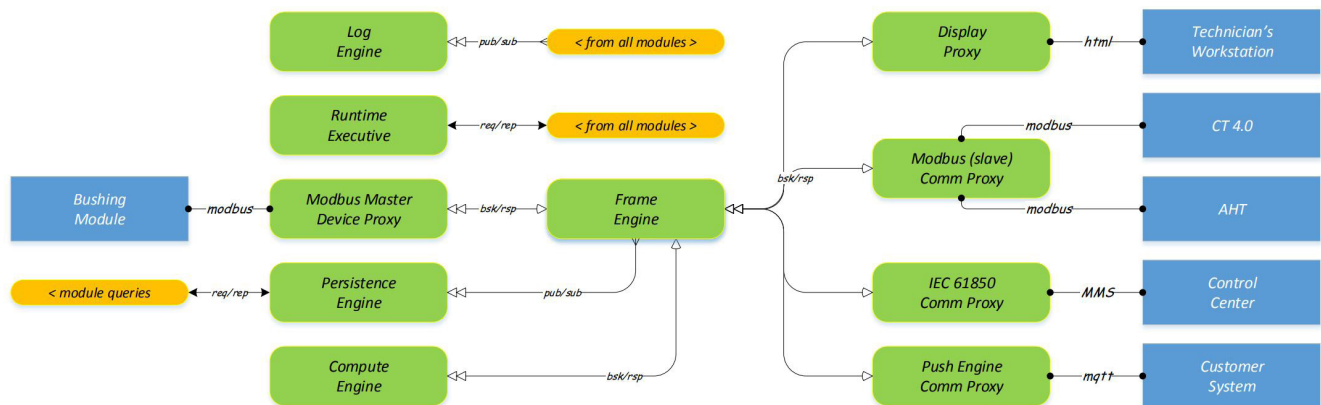 Log
Engine
pub/sub
< from all modules >
Display
Proxy
html
Technician's
Workstation
Runtime
Executive
req/rep
< from all modules >
modbus
CT 4.0
Modbus (slave)
Comm Proxy
bsk/rsp
Bushing
Module
modbus
Modbus Master
Device Proxy
bsk/rsp
Frame
Engine
modbus
AHT
< module queries
req/rep
Persistence
Engine
pub/sub
IEC 61850
Comm Proxy
MMS
Control
Center
Compute
Engine
bsk/rsp
Push Engine
Comm Proxy
mqtt
Customer
System